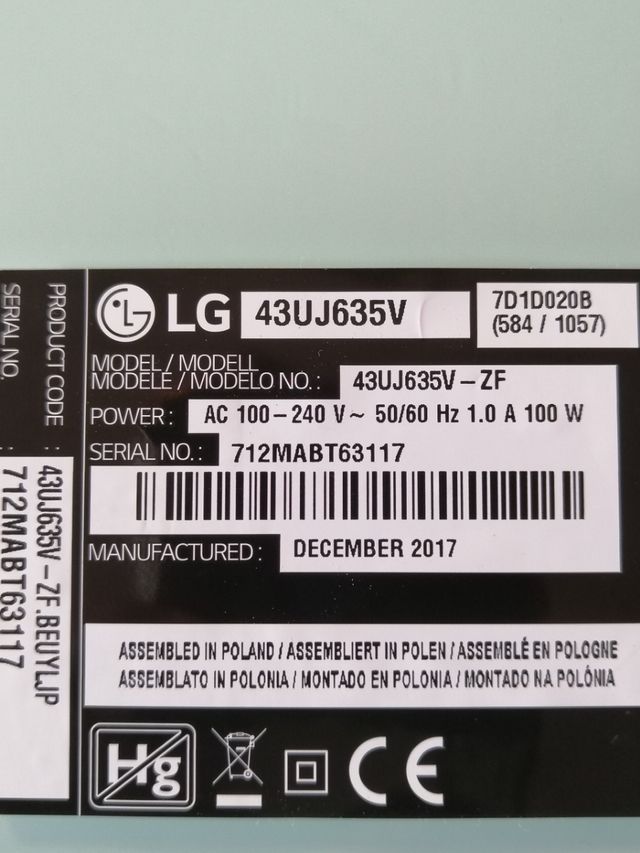 LG 43UJ635V
7D1D020B
(584 / 1057)
MODEL / MODELL
MODÈLE / MODELO NO. : 43UJ635V-ZF
POWER : AC 100-240 V~ 50/60 Hz 1.0 A 100 W
SERIAL NO. : 712MABT63117
MANUFACTURED : DECEMBER 2017
ASSEMBLED IN POLAND / ASSEMBLIERT IN POLEN / ASSEMBLÉ EN POLOGNE
ASSEMBLATO IN POLONIA / MONTADO EN POLONIA / MONTADO NA POLÔNIA
Hg
CE
PRODUCT CODE : 43UJ635V-ZF.BEUYLJP
SERIAL NO. : 712MABT63117